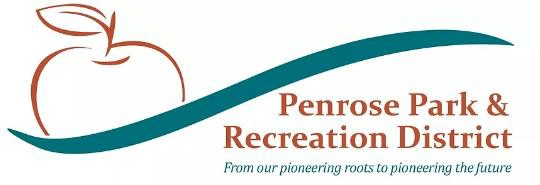 Penrose Park &
Recreation District
From our pioneering roots to pioneering the future